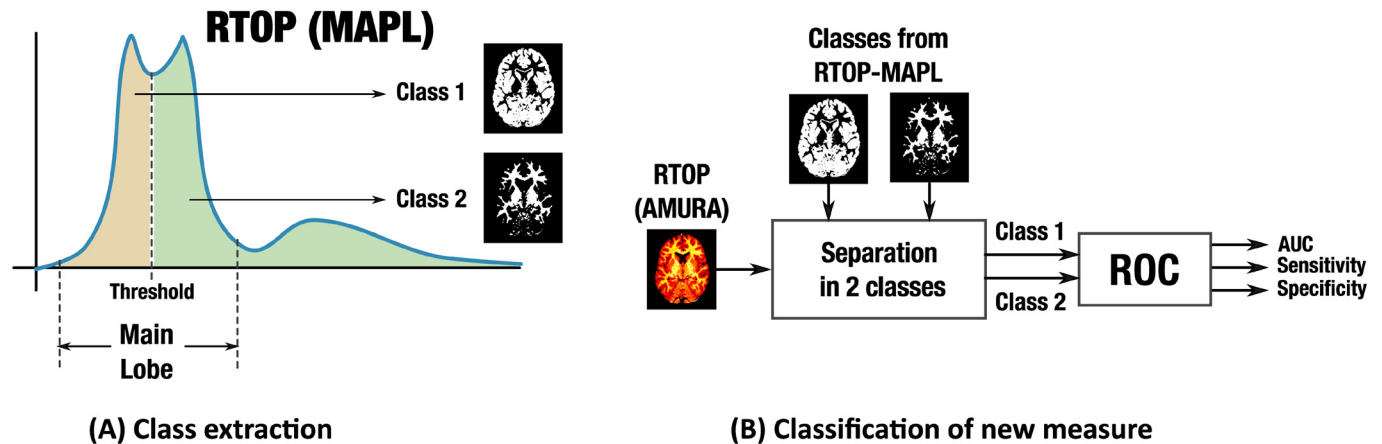 RTOP (MAPL)
Class 1
Class 2
Threshold
Main
Lobe
(A) Class extraction
Classes from
RTOP-MAPL
RTOP
(AMURA)
Separation
in 2 classes
Class 1
Class 2
ROC
AUC
Sensitivity
Specificity
(B) Classification of new measure